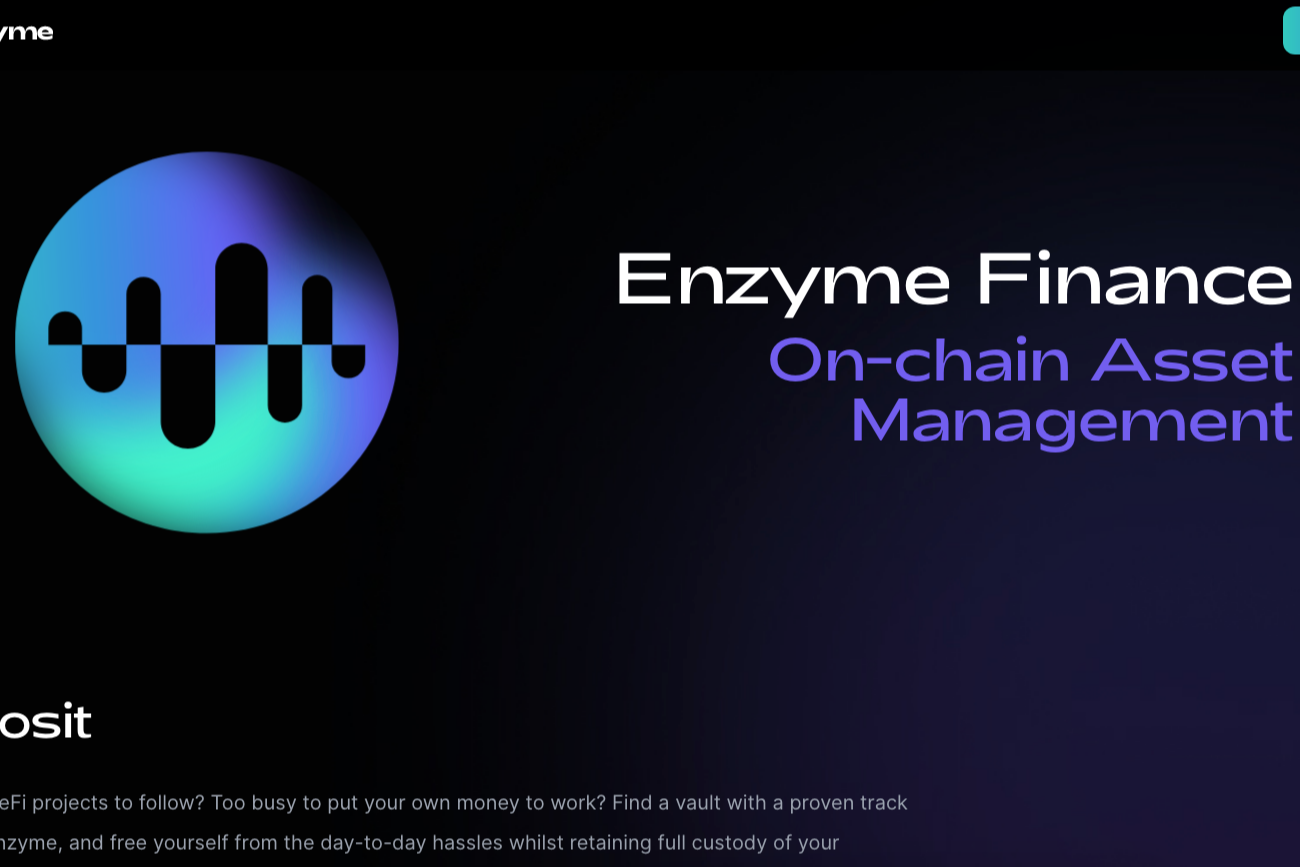 yme
Enzyme Finance
On-chain Asset
Management
osit
eFi projects to follow? Too busy to put your own money to work? Find a vault with a proven track
nzyme, and free yourself from the day-to-day hassles whilst retaining full custody of your